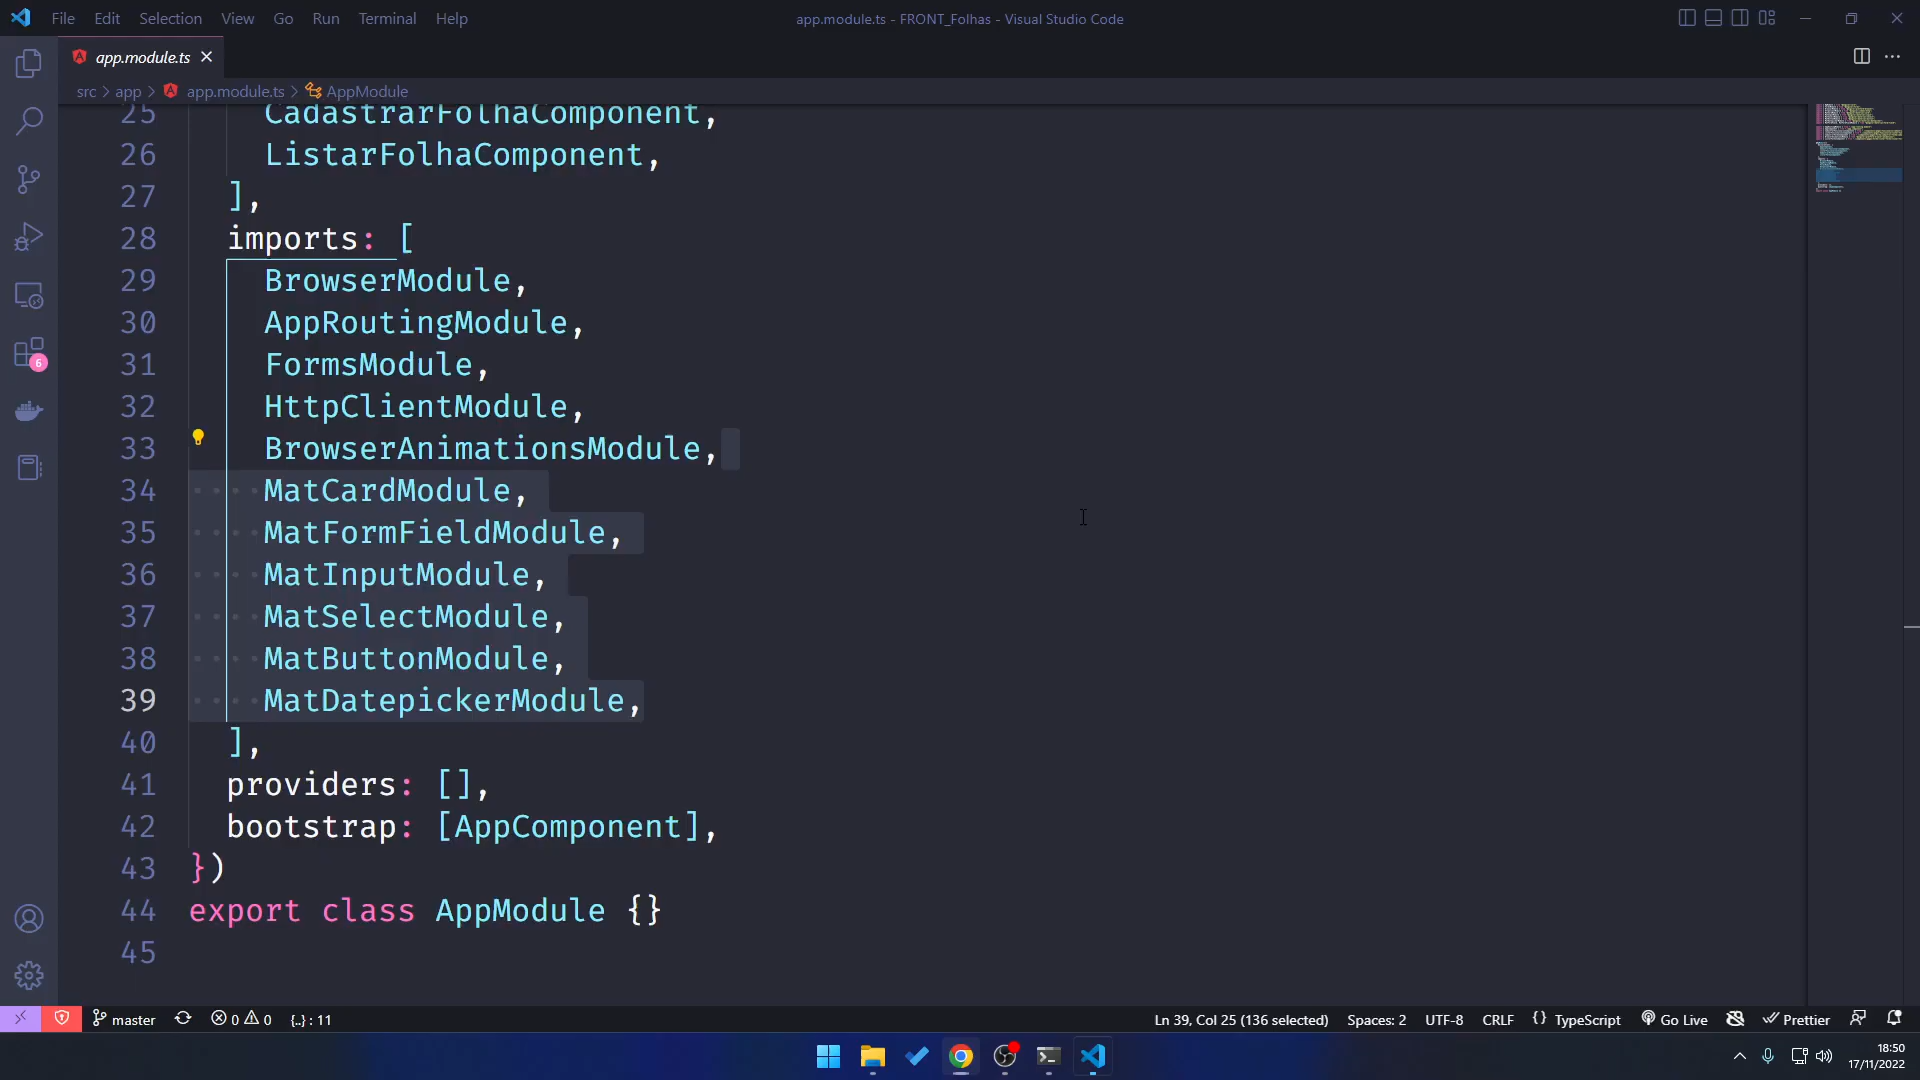 File Edit Selection View Go Run Terminal Help
app.module.ts - FRONT_Folhas - Visual Studio Code
app.module.ts
src > app > app.module.ts > AppModule
25 CadastrarFolhaComponent,
26 ListarFolhaComponent,
27 ],
28 imports: [
29 BrowserModule,
30 AppRoutingModule,
31 FormsModule,
32 HttpClientModule,
33 BrowserAnimationsModule,
34 MatCardModule,
35 MatFormFieldModule,
36 MatInputModule,
37 MatSelectModule,
38 MatButtonModule,
39 MatDatepickerModule,
40 ],
41 providers: [],
42 bootstrap: [AppComponent],
43 })
44 export class AppModule {}
45
6
master 0 0 {..} : 11
Ln 39, Col 25 (136 selected) Spaces: 2 UTF-8 CRLF {} TypeScript Go Live Prettier
18:50
17/11/2022